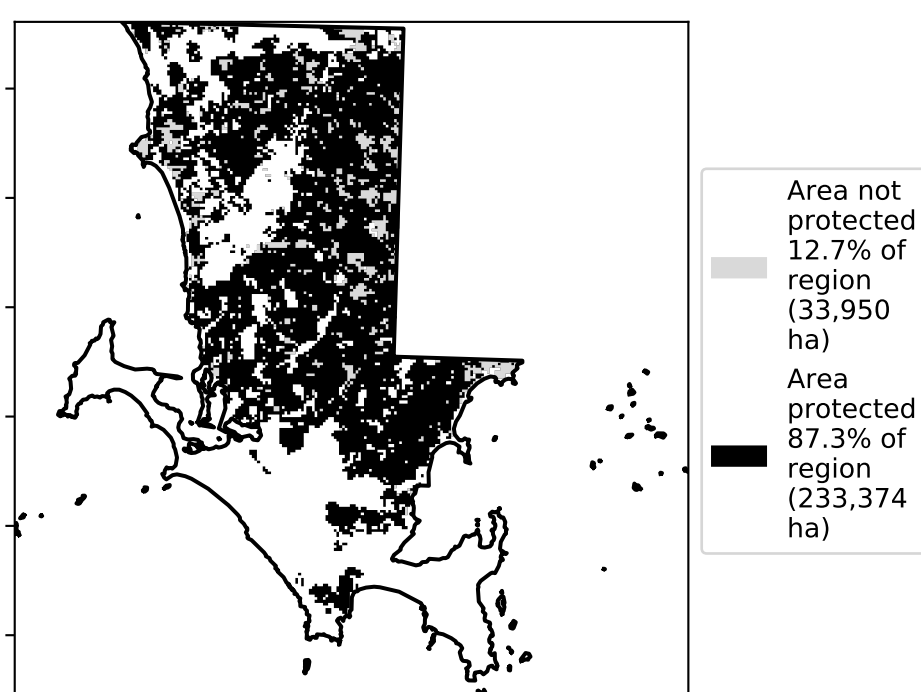 Area not
protected
12.7% of
region
(33,950
ha)
Area
protected
87.3% of
region
(233,374
ha)